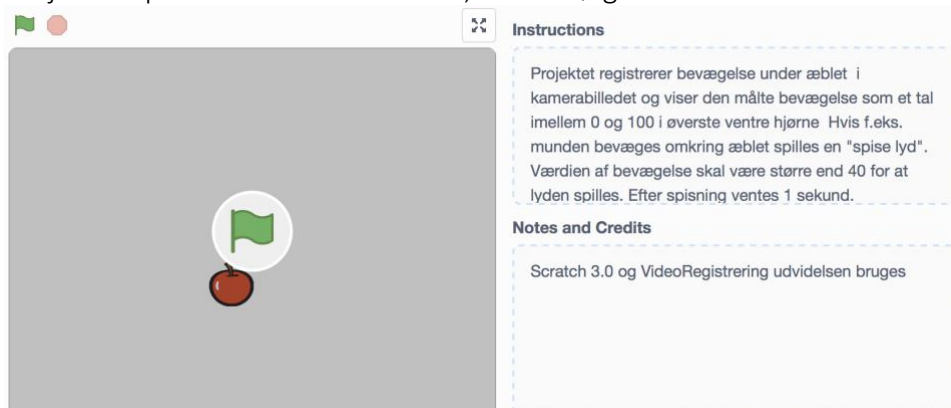 Instructions
Projektet registrerer bevægelse under æblet i
kamerabilledet og viser den målte bevægelse som et tal
imellem 0 og 100 i øverste ventre hjørne Hvis f.eks.
munden bevæges omkring æblet spilles en "spise lyd".
Værdien af bevægelse skal være større end 40 for at
lyden spilles. Efter spisning ventes 1 sekund.
Notes and Credits
Scratch 3.0 og VideoRegistrering udvidelsen bruges